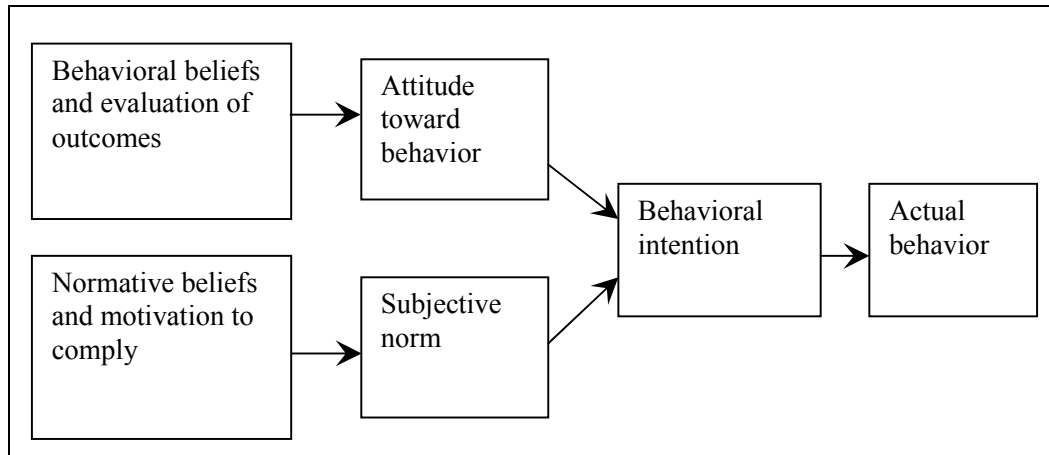 Behavioral beliefs
and evaluation of
outcomes
Attitude
toward
behavior
Behavioral
intention
Actual
behavior
Normative beliefs
and motivation to
comply
Subjective
norm